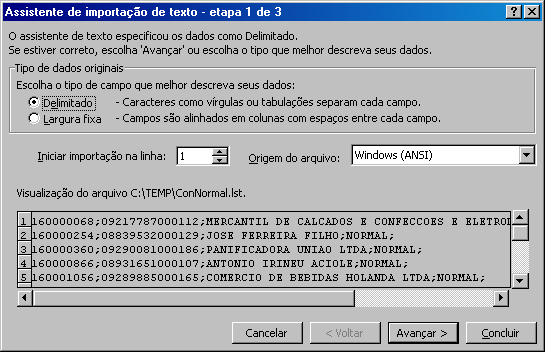 Assistente de importação de texto - etapa 1 de 3
O assistente de texto especificou os dados como Delimitado.
Se estiver correto, escolha 'Avançar' ou escolha o tipo que melhor descreva seus dados.
Tipo de dados originais
Escolha o tipo de campo que melhor descreva seus dados:
Delimitado - Caracteres como vírgulas ou tabulações separam cada campo.
Largura fixa - Campos são alinhados em colunas com espaços entre cada campo.
Iniciar importação na linha: 1 Origem do arquivo: Windows (ANSI)
Visualização do arquivo C:\TEMP\ConNormal.lst.
1 160000068;09217787000112;MERCANTIL DE CALCADOS E CONFECCOES E ELETROD
2 160000254;08839532000129;JOSE FERREIRA FILHO;NORMAL;
3 160000360;09290081000186;PANIFICADORA UNIAO LTDA;NORMAL;
4 160000866;08931651000107;ANTONIO IRINEU ACIOLE;NORMAL;
5 160001056;09289885000165;COMERCIO DE BEBIDAS HOLANDA LTDA;NORMAL;
Cancelar < Voltar Avançar > Concluir